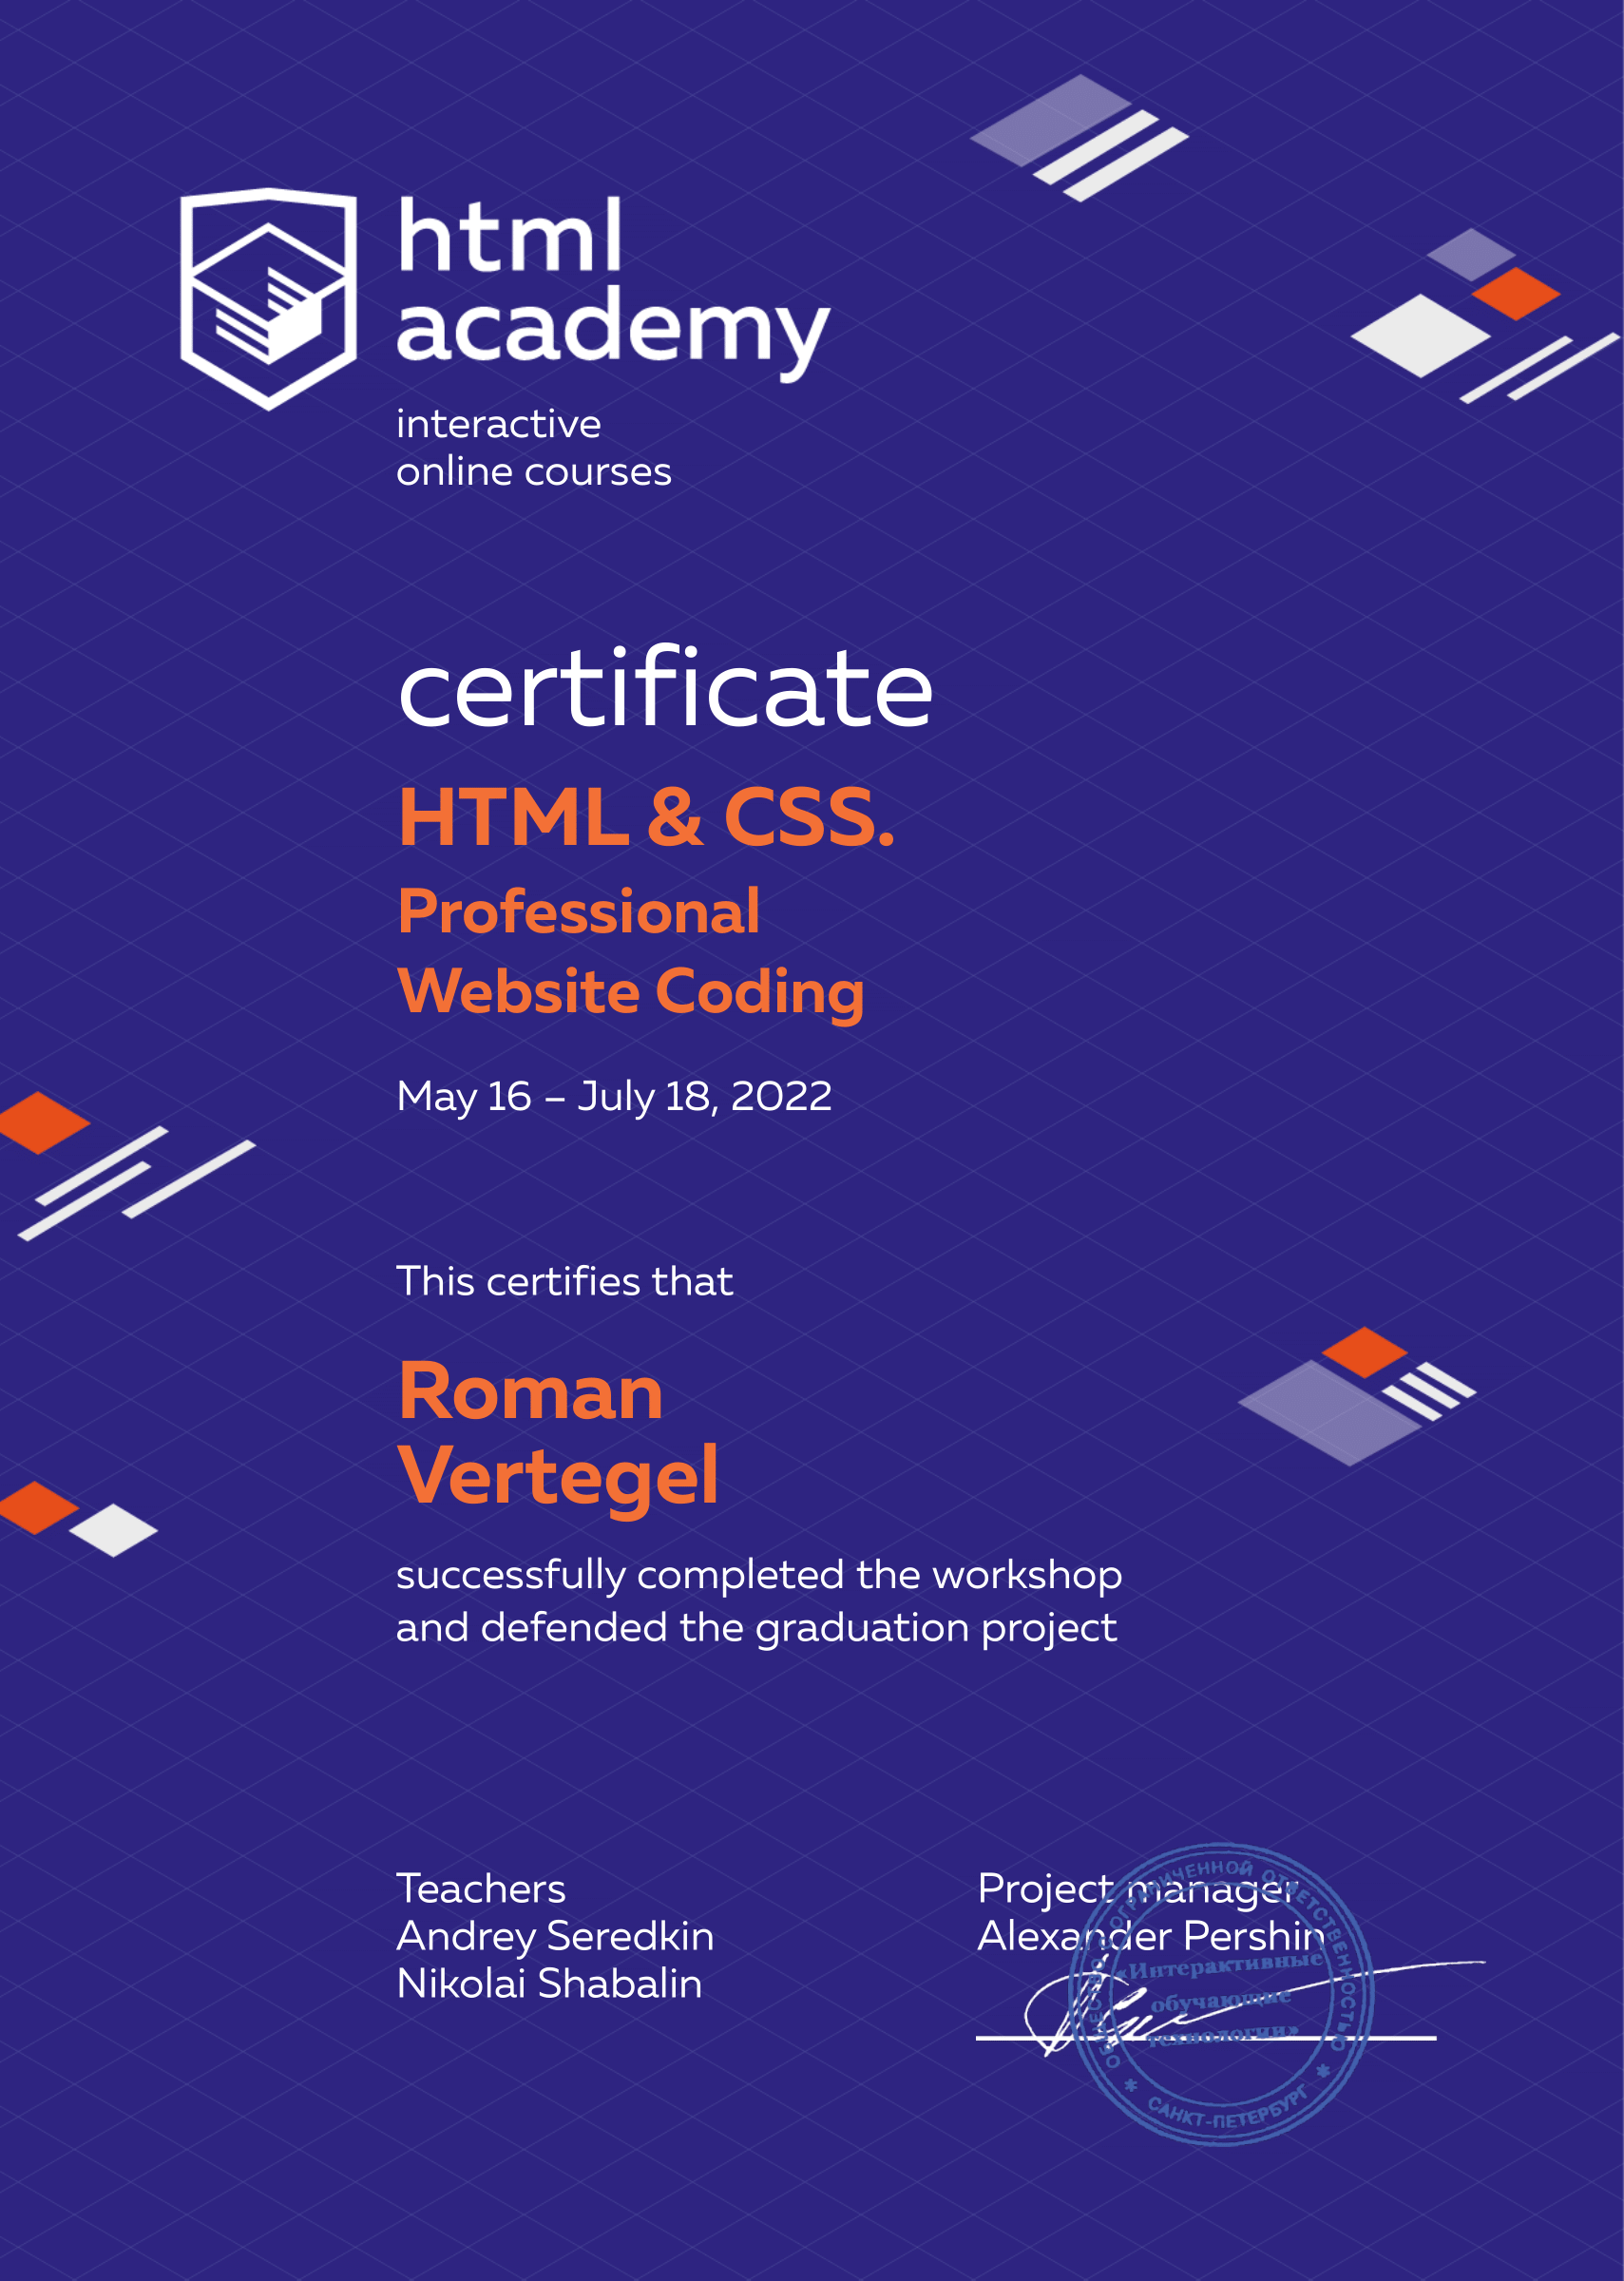 html
academy
interactive
online courses
certificate
HTML & CSS.
Professional
Website Coding
May 16 – July 18, 2022
This certifies that
Roman
Vertegel
successfully completed the workshop
and defended the graduation project
Teachers
Andrey Seredkin
Nikolai Shabalin
Project manager
Alexander Pershin
ОБЩЕСТВО С ОГРАНИЧЕННОЙ ОТВЕТСТВЕННОСТЬЮ
«Интерактивные
обучающие
технологии»
* САНКТ-ПЕТЕРБУРГ *